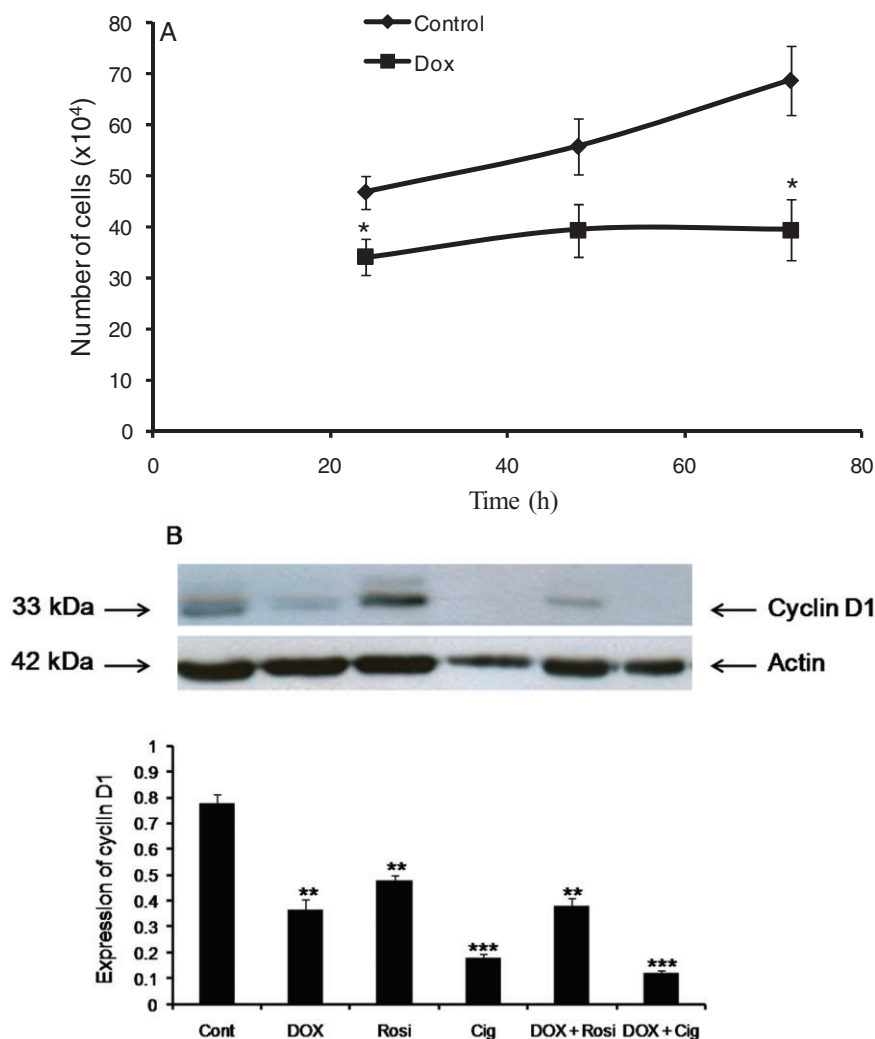 A
Control
Dox
Number of cells (x10⁴)
80
70
60
50
40
30
20
10
0
*
*
0
20
40
60
80
Time (h)
B
33 kDa
Cyclin D1
42 kDa
Actin
Expression of cyclin D1
1
0.9
0.8
0.7
0.6
0.5
0.4
0.3
0.2
0.1
0
**
**
***
**
***
Cont
DOX
Rosi
Cig
DOX + Rosi
DOX + Cig